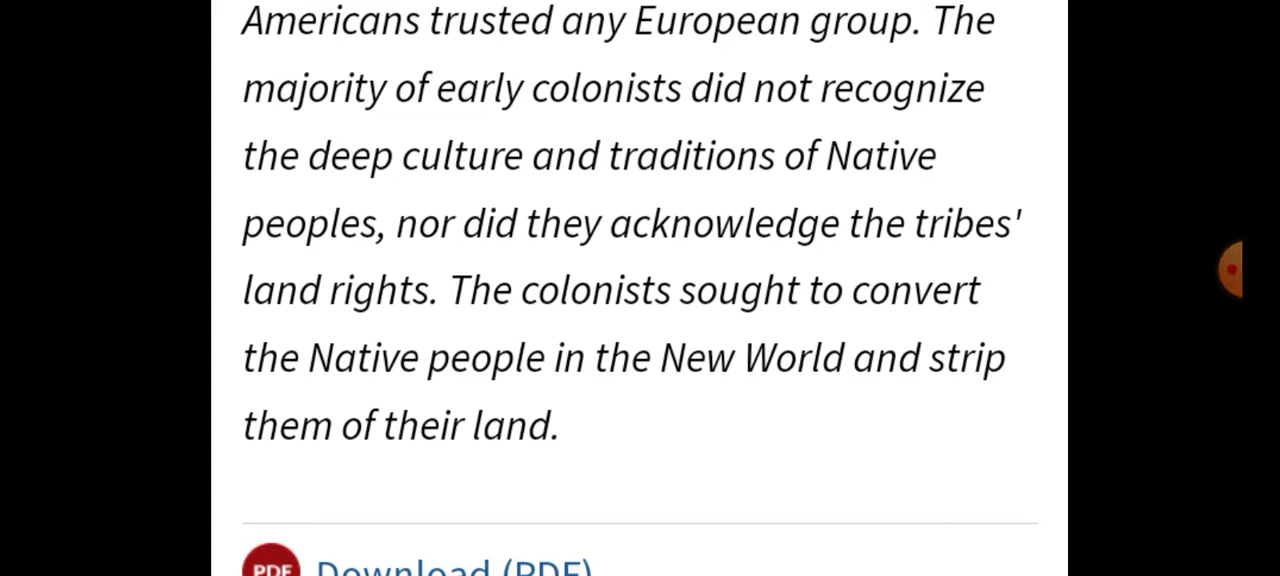 Americans trusted any European group. The
majority of early colonists did not recognize
the deep culture and traditions of Native
peoples, nor did they acknowledge the tribes'
land rights. The colonists sought to convert
the Native people in the New World and strip
them of their land.
PDF Download (PDF)